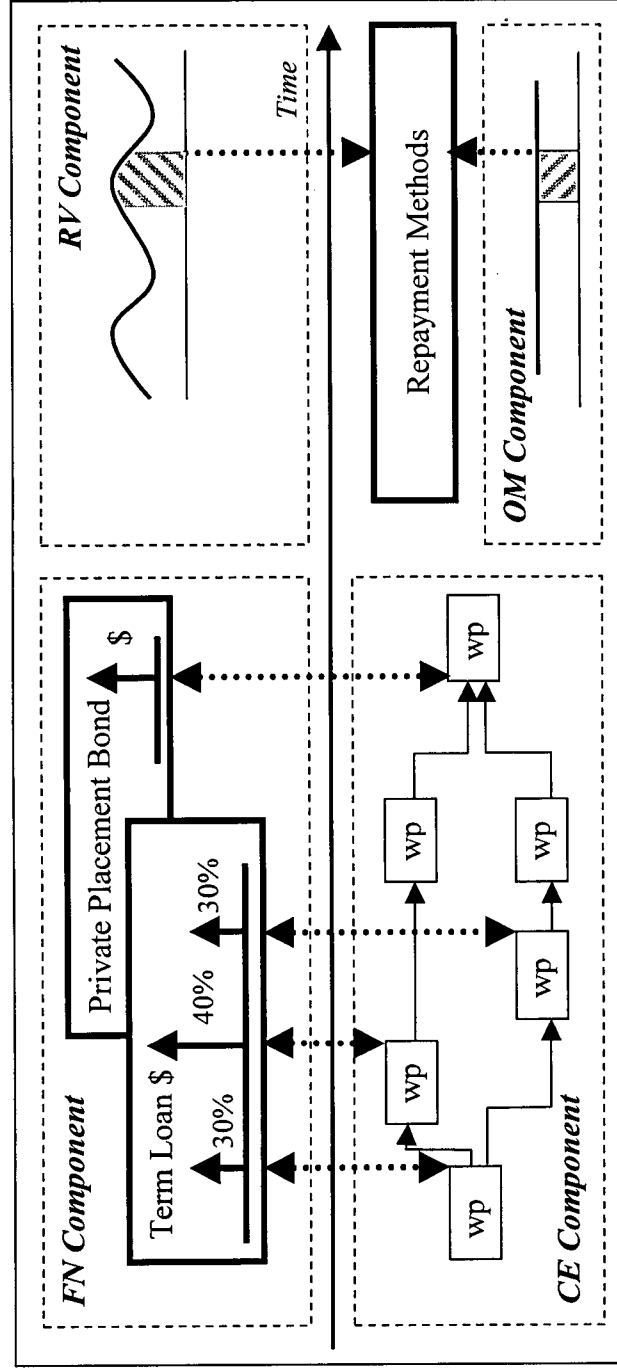 FN Component
Private Placement Bond
$
Term Loan $
30%
40%
30%
RV Component
Time
wp
wp
wp
wp
wp
wp
CE Component
Repayment Methods
OM Component